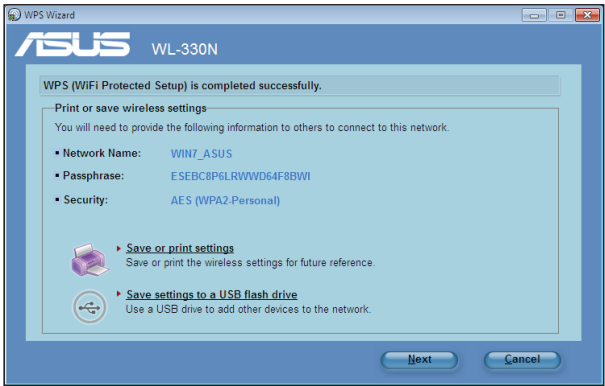 WPS Wizard
ASUS WL-330N
WPS (WiFi Protected Setup) is completed successfully.
Print or save wireless settings
You will need to provide the following information to others to connect to this network.
▪ Network Name: WIN7_ASUS
▪ Passphrase: ESEBC8P6LRWWD64F8BWI
▪ Security: AES (WPA2-Personal)
Save or print settings
Save or print the wireless settings for future reference.
Save settings to a USB flash drive
Use a USB drive to add other devices to the network.
Next Cancel